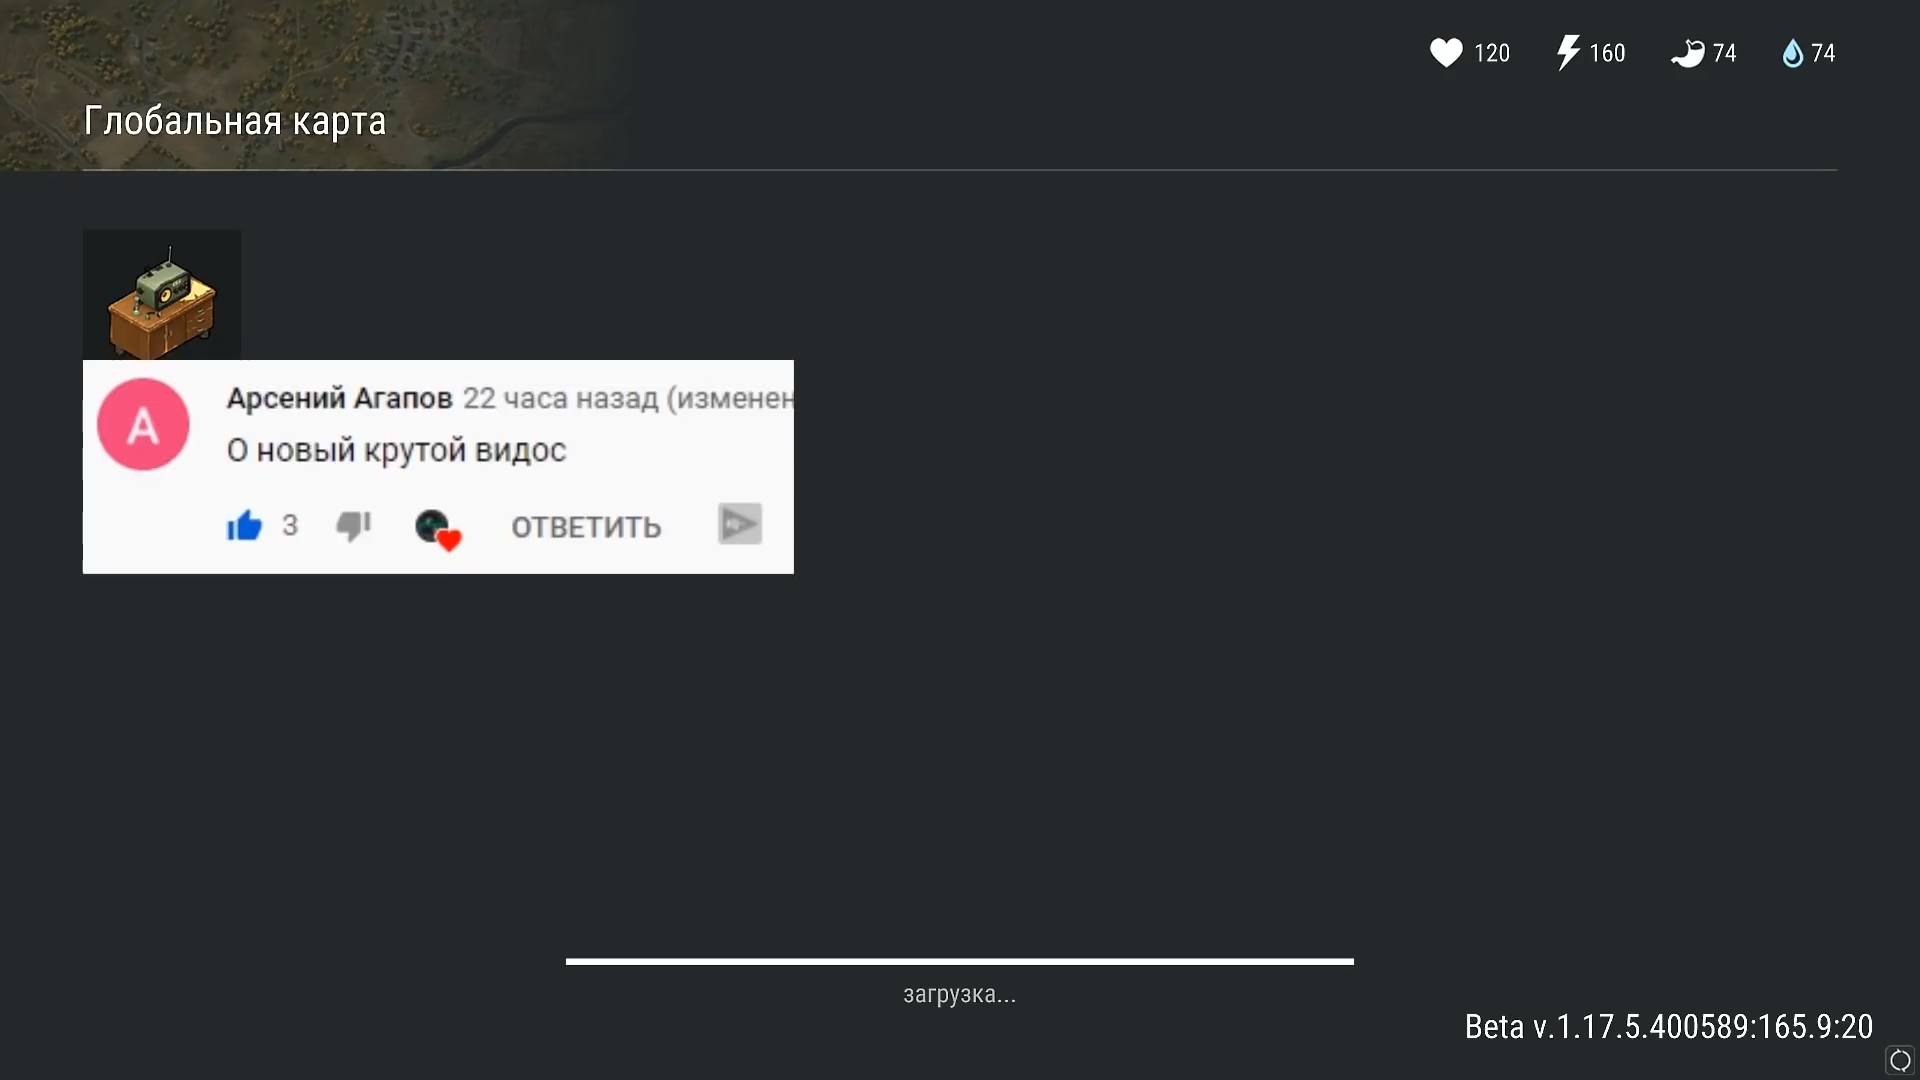 120 160 74 74
Глобальная карта
Арсений Агапов 22 часа назад (изменен
О новый крутой видос
3 ОТВЕТИТЬ
загрузка...
Beta v.1.17.5.400589:165.9:20